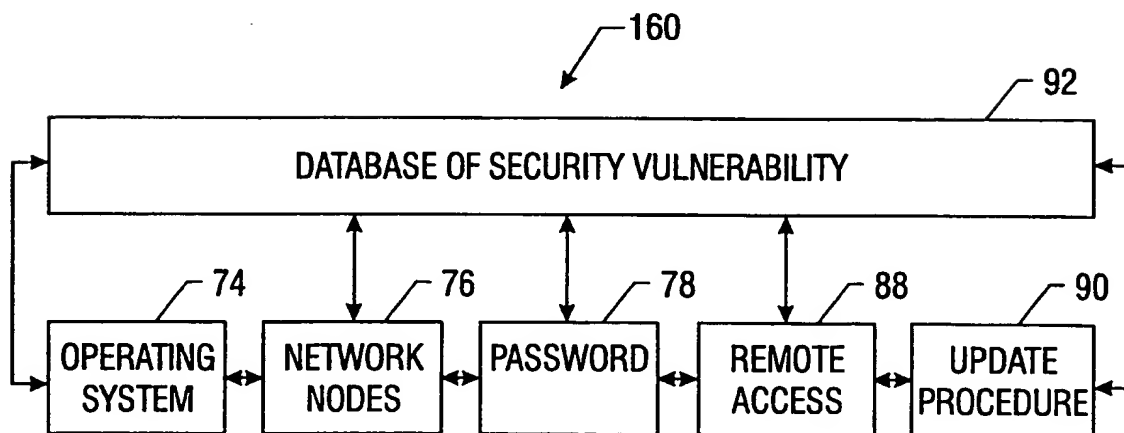 160
92
DATABASE OF SECURITY VULNERABILITY
74
76
78
88
90
OPERATING
SYSTEM
NETWORK
NODES
PASSWORD
REMOTE
ACCESS
UPDATE
PROCEDURE